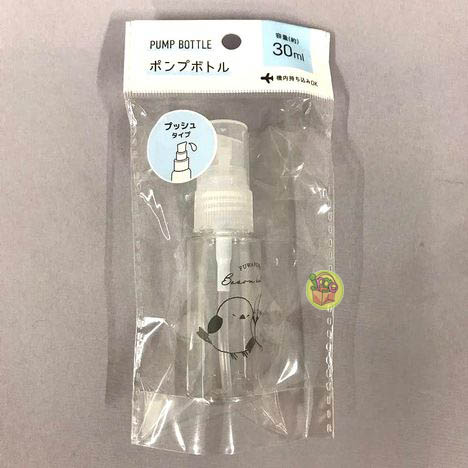 PUMP BOTTLE
ポンプボトル
容量(約)
30ml
機内持ち込みOK
プッシュ
タイプ